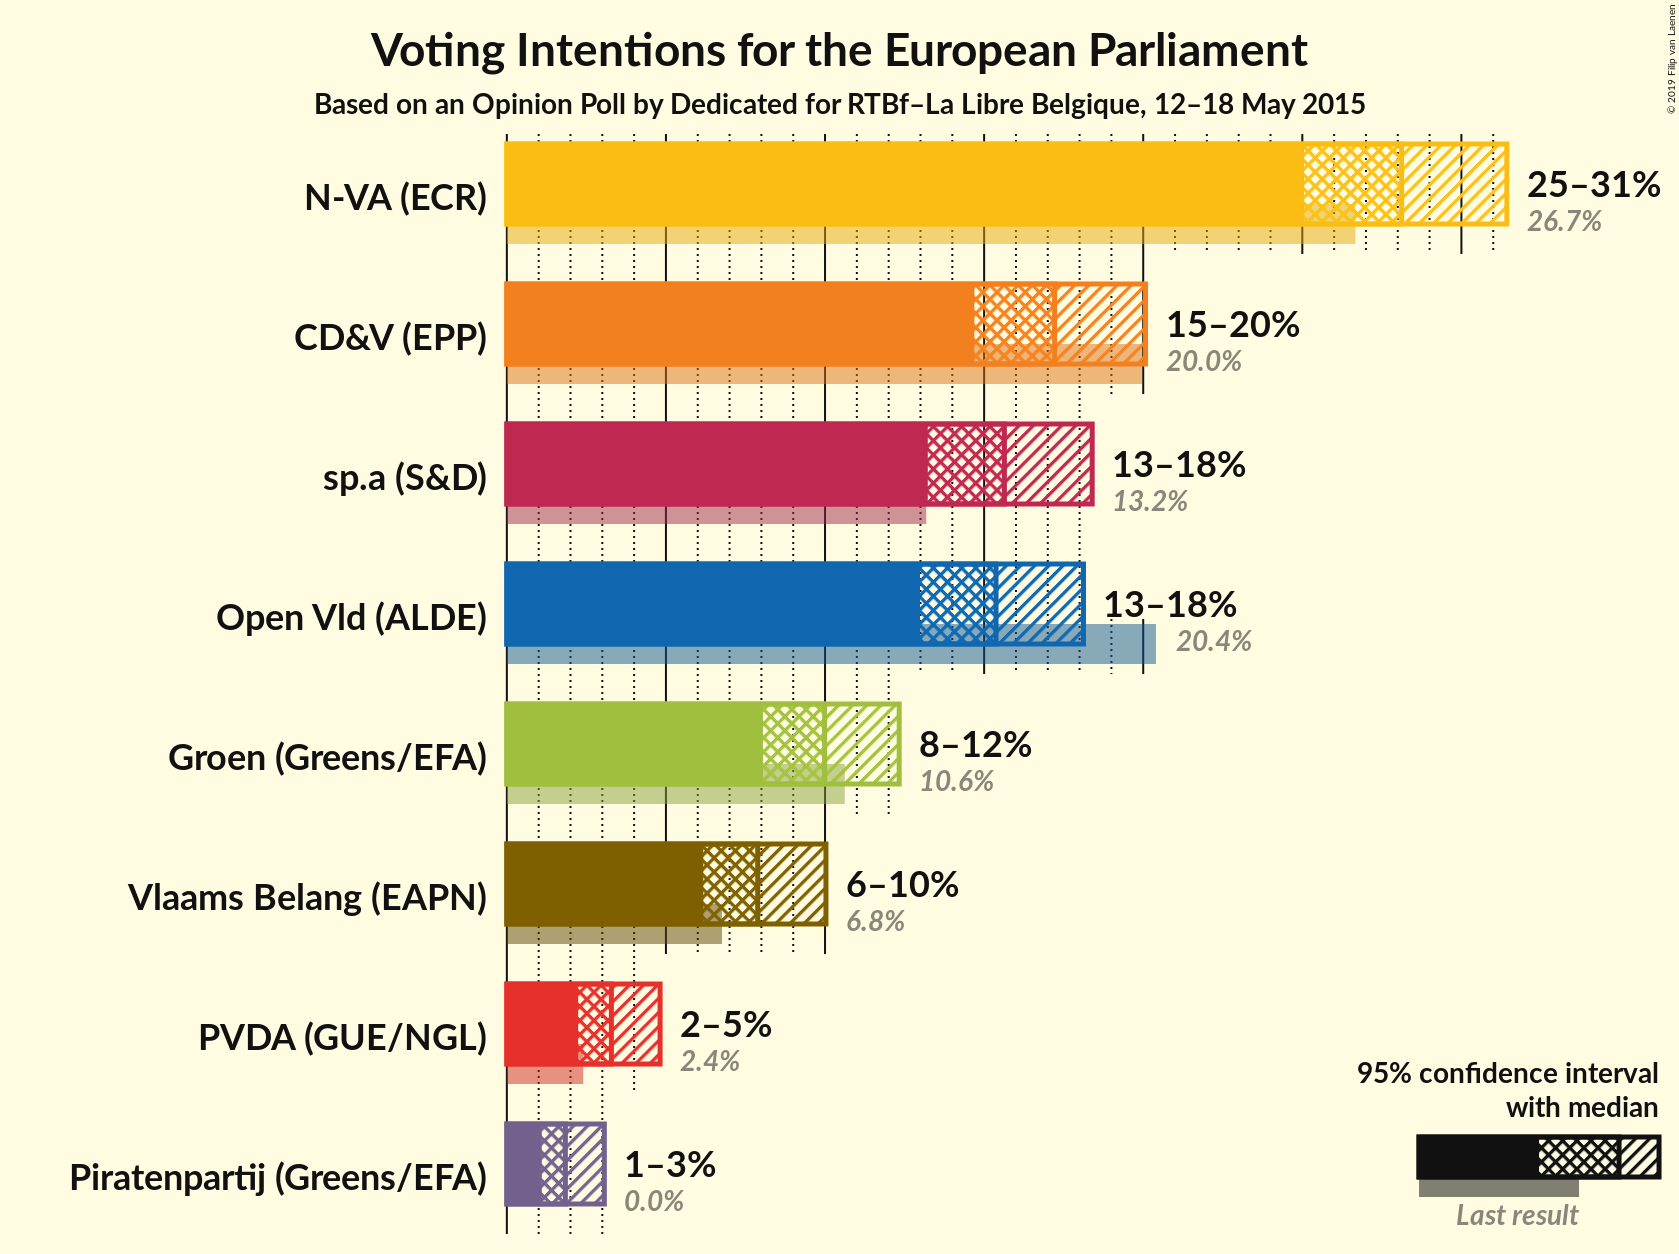 Voting Intentions for the European Parliament
Based on an Opinion Poll by Dedicated for RTBf–La Libre Belgique, 12–18 May 2015
© 2019 Filip van Laenen
N-VA (ECR)
25–31%
26.7%
CD&V (EPP)
15–20%
20.0%
sp.a (S&D)
13–18%
13.2%
Open Vld (ALDE)
13–18%
20.4%
Groen (Greens/EFA)
8–12%
10.6%
Vlaams Belang (EAPN)
6–10%
6.8%
PVDA (GUE/NGL)
2–5%
2.4%
Piratenpartij (Greens/EFA)
1–3%
0.0%
95% confidence interval
with median
Last result